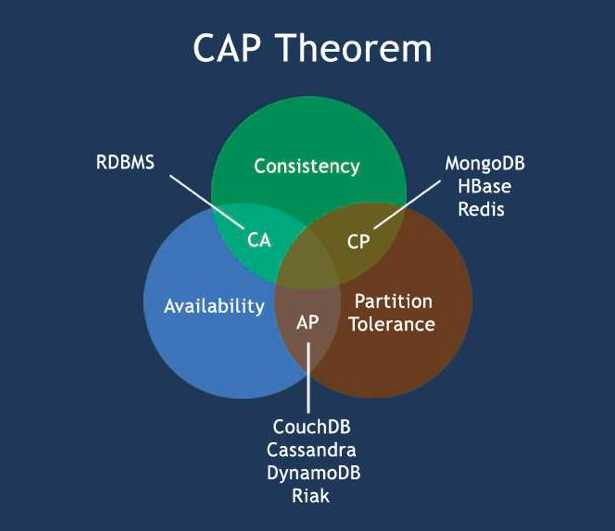 CAP Theorem
RDBMS
Consistency
MongoDB
HBase
Redis
CA
CP
Availability
Partition
Tolerance
AP
CouchDB
Cassandra
DynamoDB
Riak